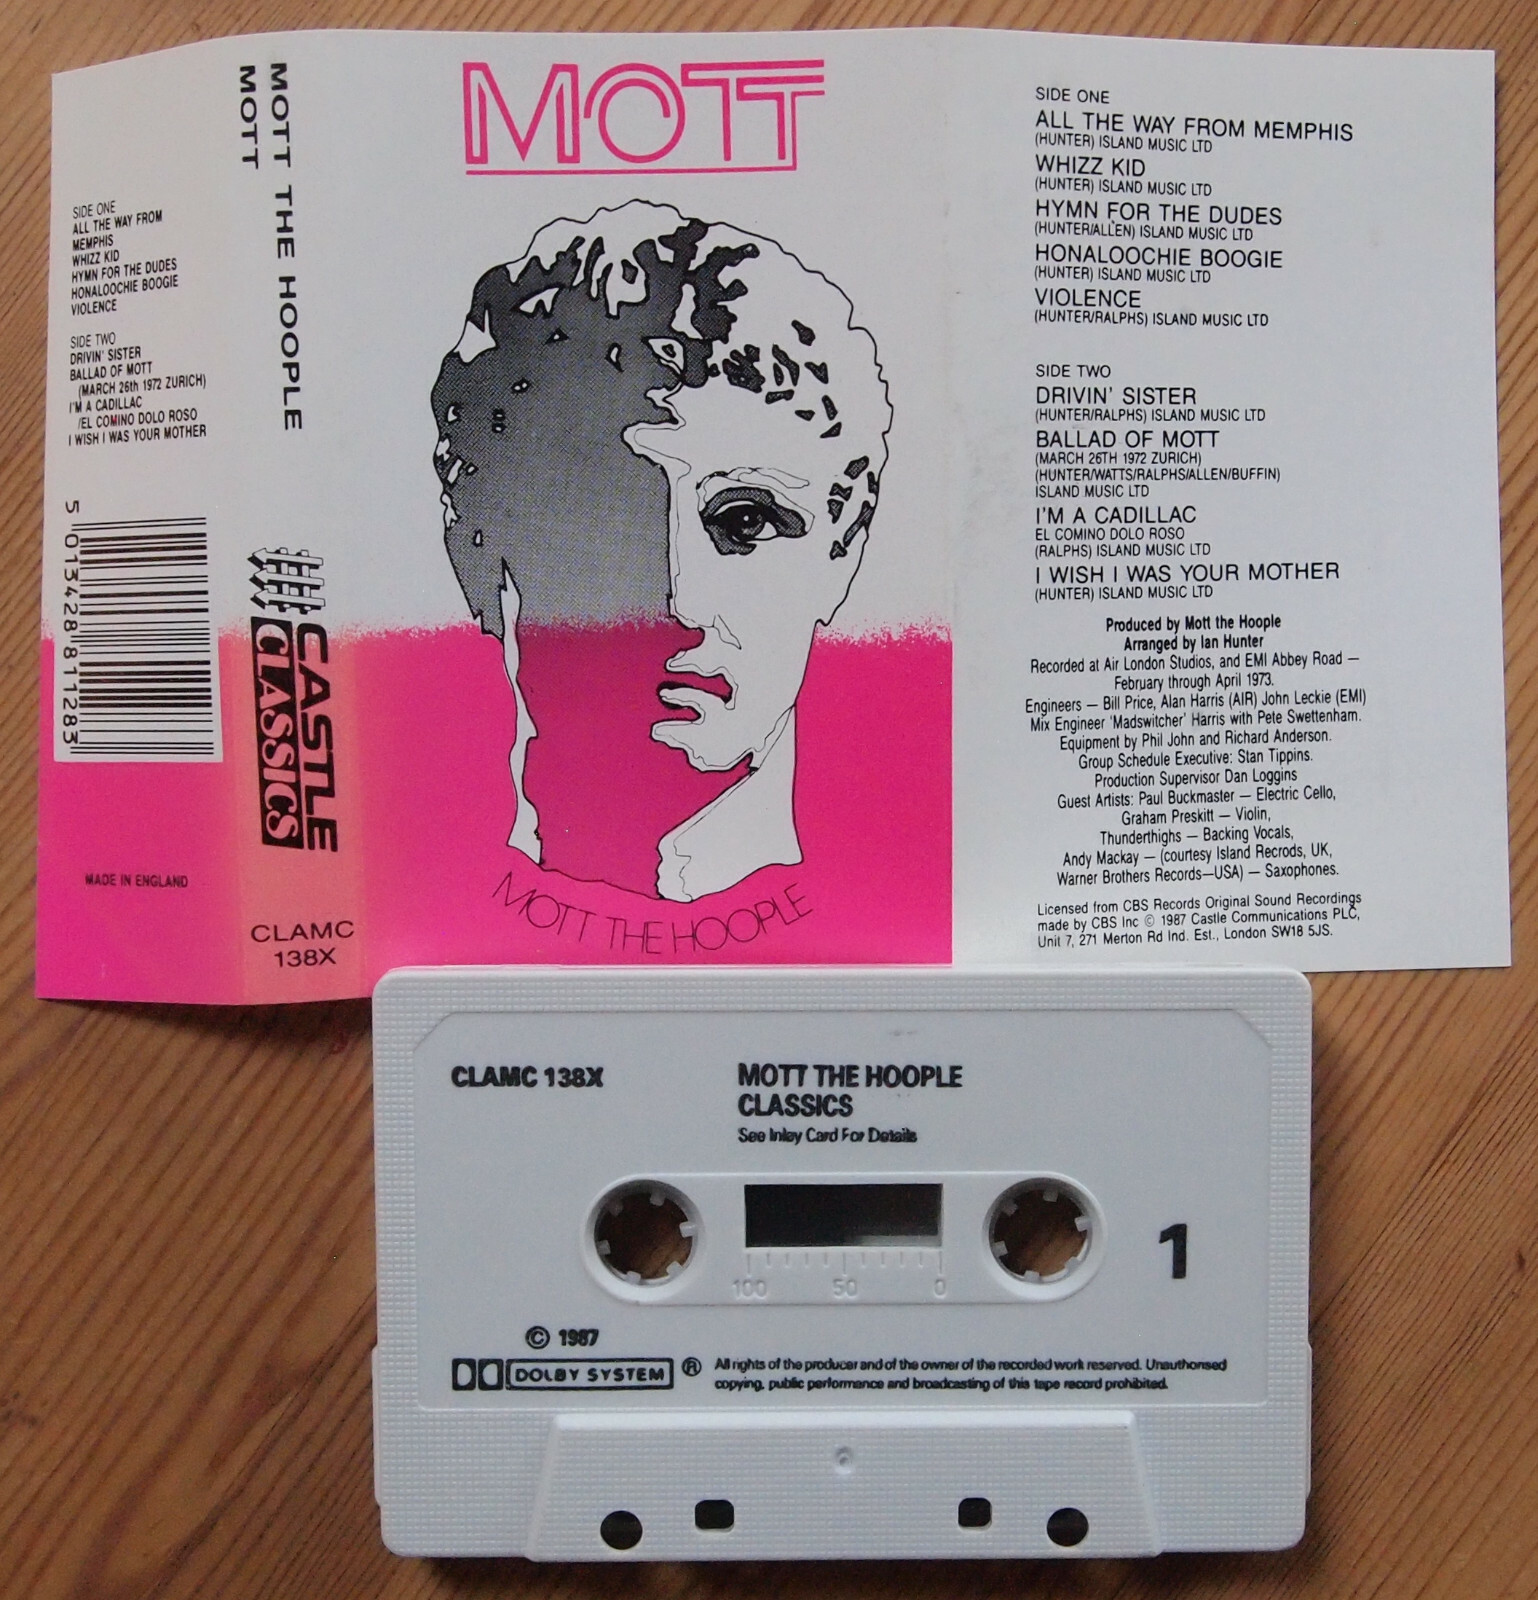 MOTT THE HOOPLE
MOTT
SIDE ONE
ALL THE WAY FROM
MEMPHIS
WHIZZ KID
HYMN FOR THE DUDES
HONALOOCHIE BOOGIE
VIOLENCE
SIDE TWO
DRIVIN' SISTER
BALLAD OF MOTT
(MARCH 26th 1972 ZURICH)
I'M A CADILLAC
/EL COMINO DOLO ROSO
I WISH I WAS YOUR MOTHER
5 013428 811283
MADE IN ENGLAND
CASTLE
CLASSICS
CLAMC
138X
MOTT
MOTT THE HOOPLE
SIDE ONE
ALL THE WAY FROM MEMPHIS
(HUNTER) ISLAND MUSIC LTD
WHIZZ KID
(HUNTER) ISLAND MUSIC LTD
HYMN FOR THE DUDES
(HUNTER/ALLEN) ISLAND MUSIC LTD
HONALOOCHIE BOOGIE
(HUNTER) ISLAND MUSIC LTD
VIOLENCE
(HUNTER/RALPHS) ISLAND MUSIC LTD
SIDE TWO
DRIVIN' SISTER
(HUNTER/RALPHS) ISLAND MUSIC LTD
BALLAD OF MOTT
(MARCH 26TH 1972 ZURICH)
(HUNTER/WATTS/RALPHS/ALLEN/BUFFIN)
ISLAND MUSIC LTD
I'M A CADILLAC
EL COMINO DOLO ROSO
(RALPHS) ISLAND MUSIC LTD
I WISH I WAS YOUR MOTHER
(HUNTER) ISLAND MUSIC LTD
Produced by Mott the Hoople
Arranged by Ian Hunter
Recorded at Air London Studios, and EMI Abbey Road —
February through April 1973.
Engineers — Bill Price, Alan Harris (AIR) John Leckie (EMI)
Mix Engineer 'Madswitcher' Harris with Pete Swettenham.
Equipment by Phil John and Richard Anderson.
Group Schedule Executive: Stan Tippins.
Production Supervisor Dan Loggins
Guest Artists: Paul Buckmaster — Electric Cello,
Graham Preskitt — Violin,
Thunderthighs — Backing Vocals,
Andy Mackay — (courtesy Island Recrods, UK,
Warner Brothers Records—USA) — Saxophones.
Licensed from CBS Records Original Sound Recordings
made by CBS Inc © 1987 Castle Communications PLC,
Unit 7, 271 Merton Rd Ind. Est., London SW18 5JS.
CLAMC 138X
MOTT THE HOOPLE
CLASSICS
See Inlay Card For Details
1
100 50 0
© 1987
DOLBY SYSTEM ®
All rights of the producer and of the owner of the recorded work reserved. Unauthorised
copying, public performance and broadcasting of this tape record prohibited.